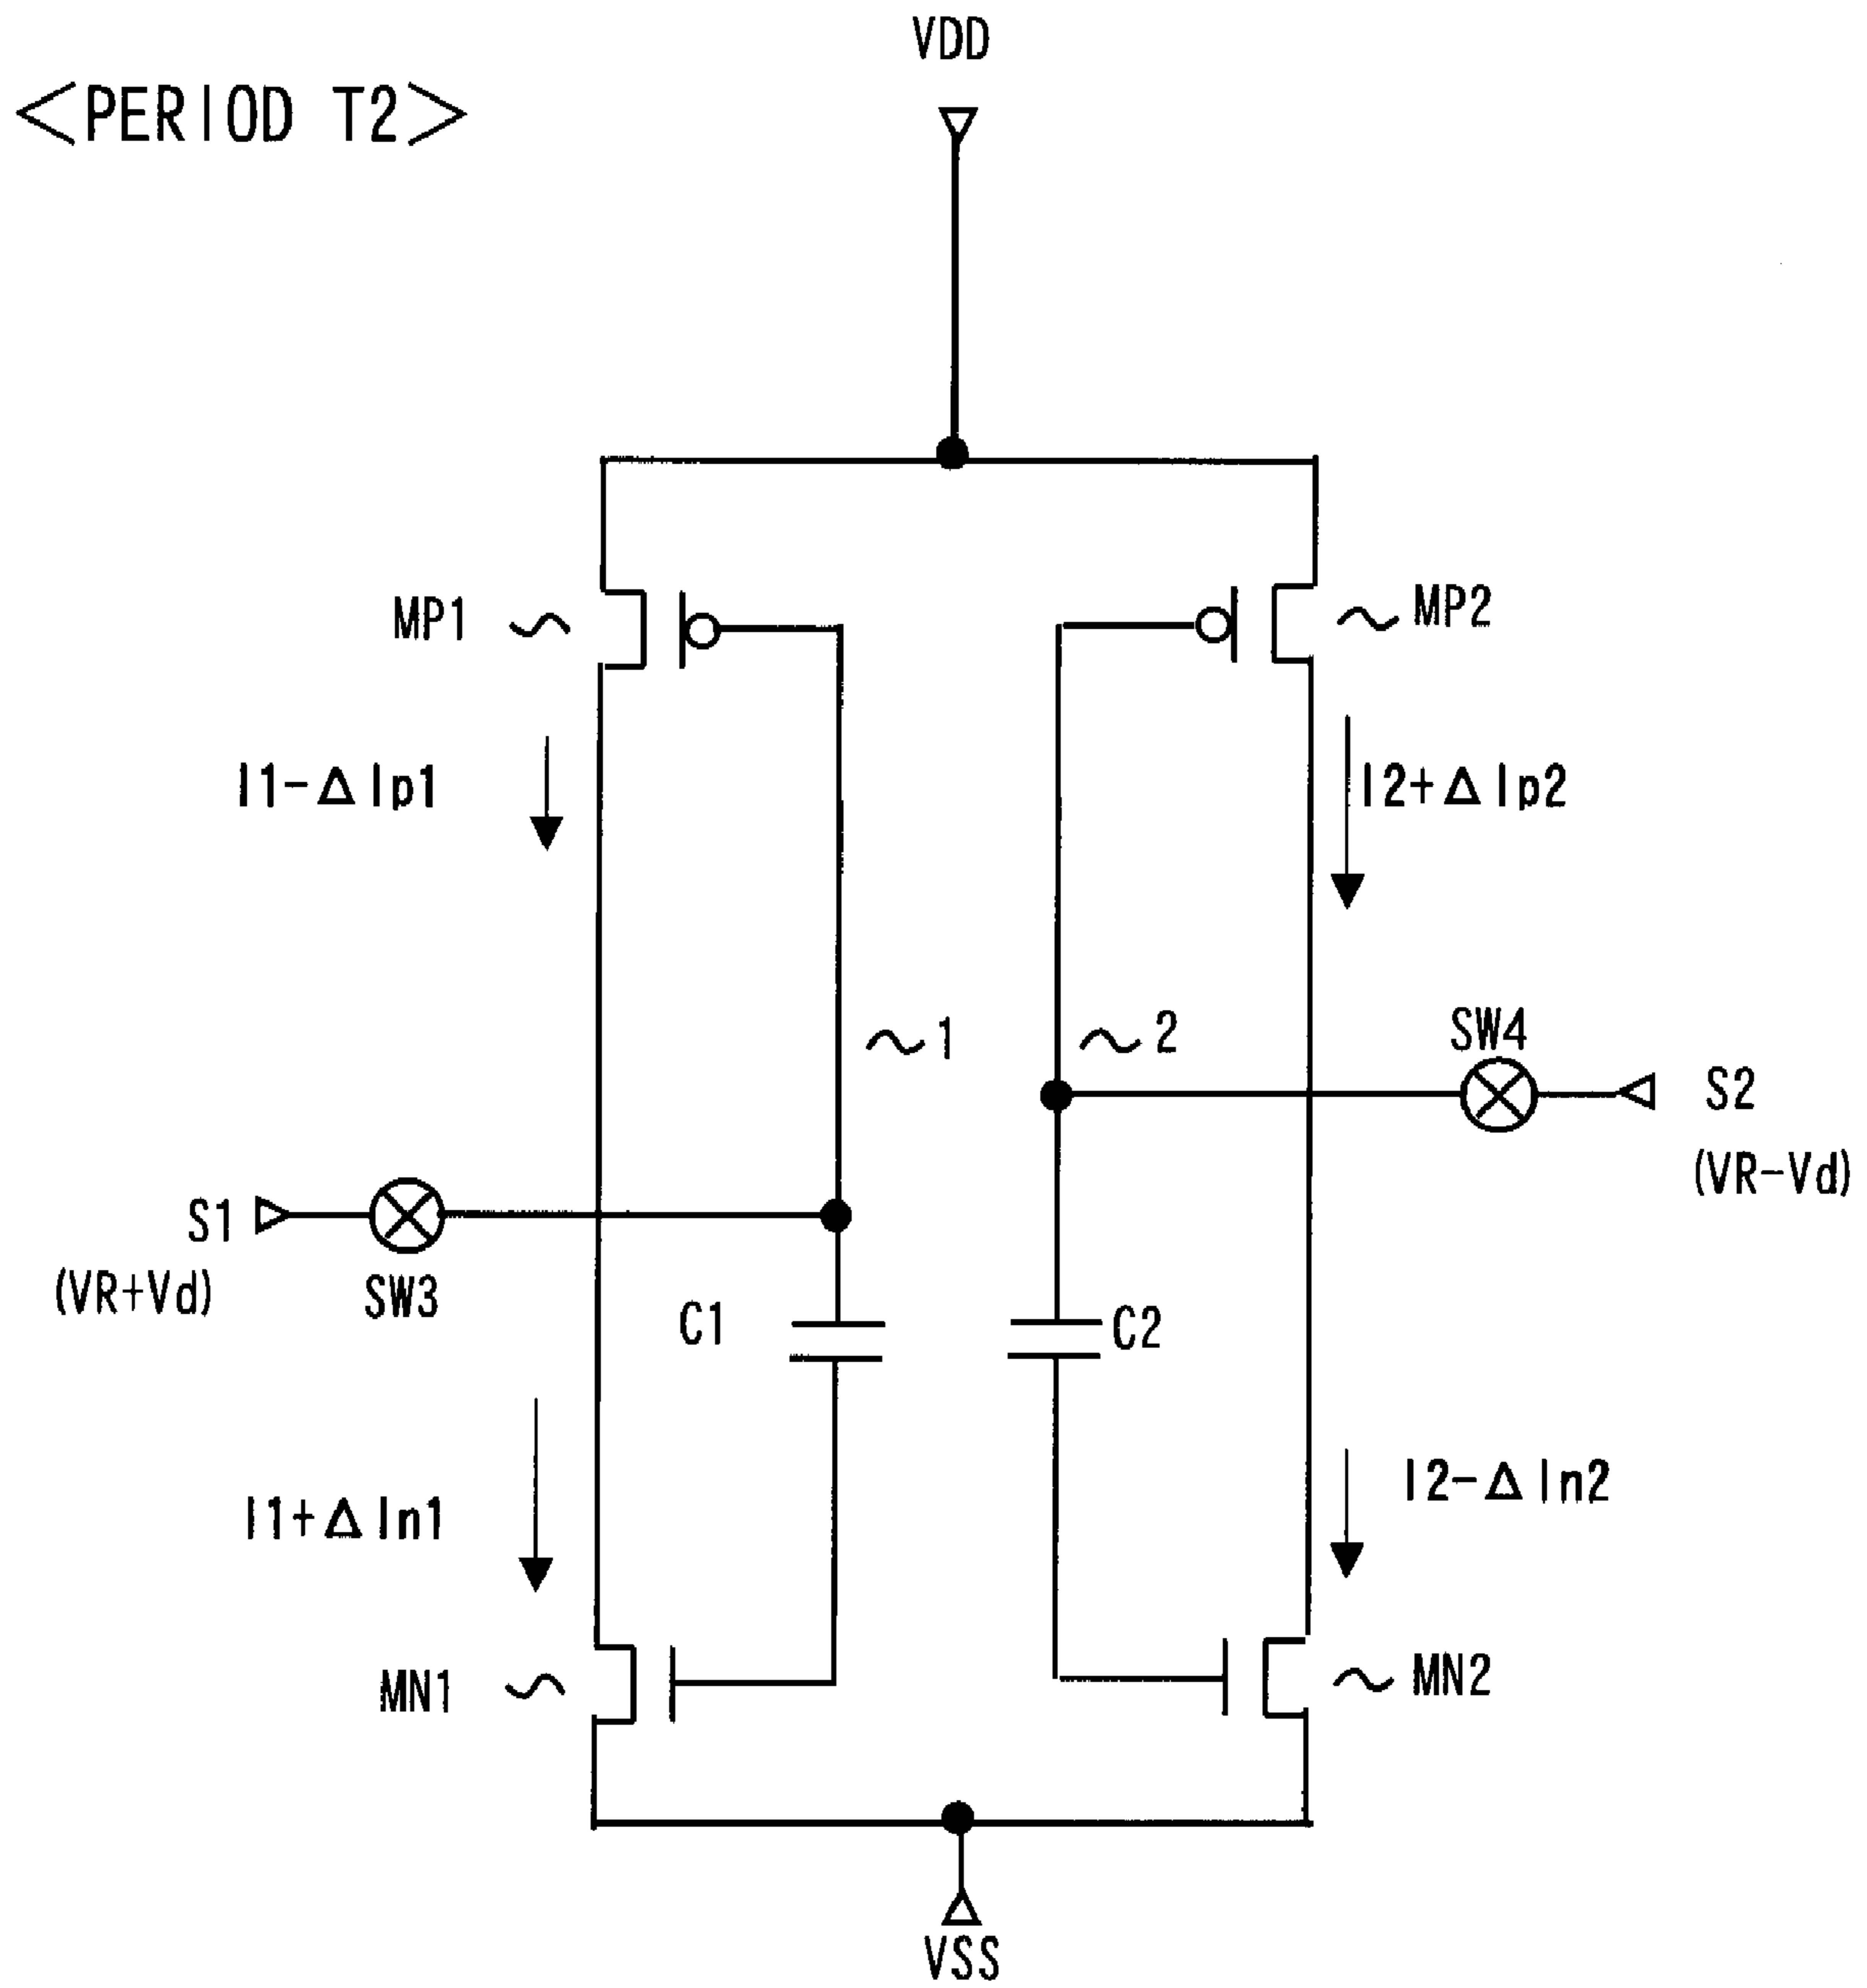 VDD
<PERIOD T2>
MP1
MP2
I1-ΔIp1
I2+ΔIp2
1
2
SW4
S2
(VR-Vd)
S1
(VR+Vd)
SW3
C1
C2
I1+ΔIn1
I2-ΔIn2
MN1
MN2
VSS